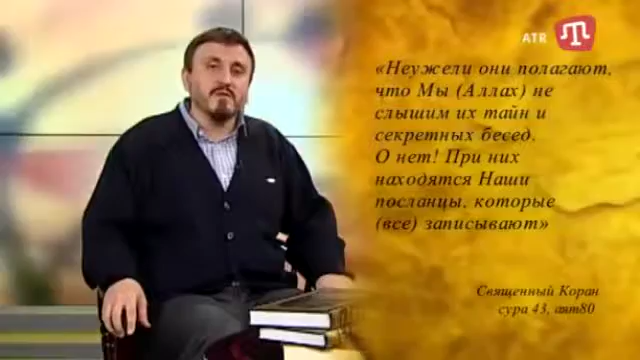 ATR
«Неужели они полагают,
что Мы (Аллах) не
слышим их тайн и
секретных бесед.
О нет! При них
находятся Наши
посланцы, которые
(все) записывают»
Священный Коран
сура 43, аят80